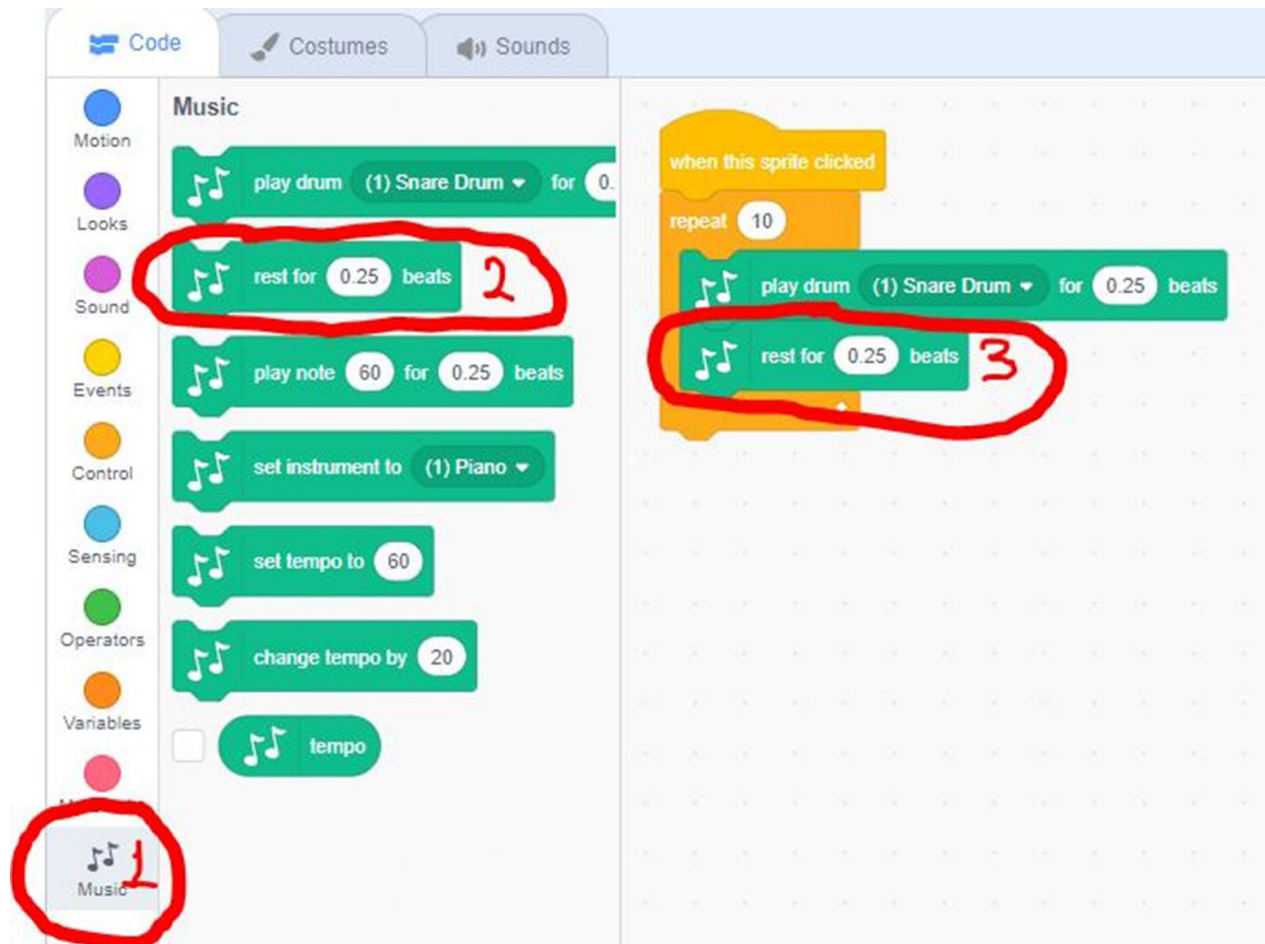 Code
Costumes
Sounds
Motion
Looks
Sound
Events
Control
Sensing
Operators
Variables
Music
1
Music
play drum (1) Snare Drum for 0.
rest for 0.25 beats 2
play note 60 for 0.25 beats
set instrument to (1) Piano
set tempo to 60
change tempo by 20
tempo
when this sprite clicked
repeat 10
play drum (1) Snare Drum for 0.25 beats
rest for 0.25 beats 3